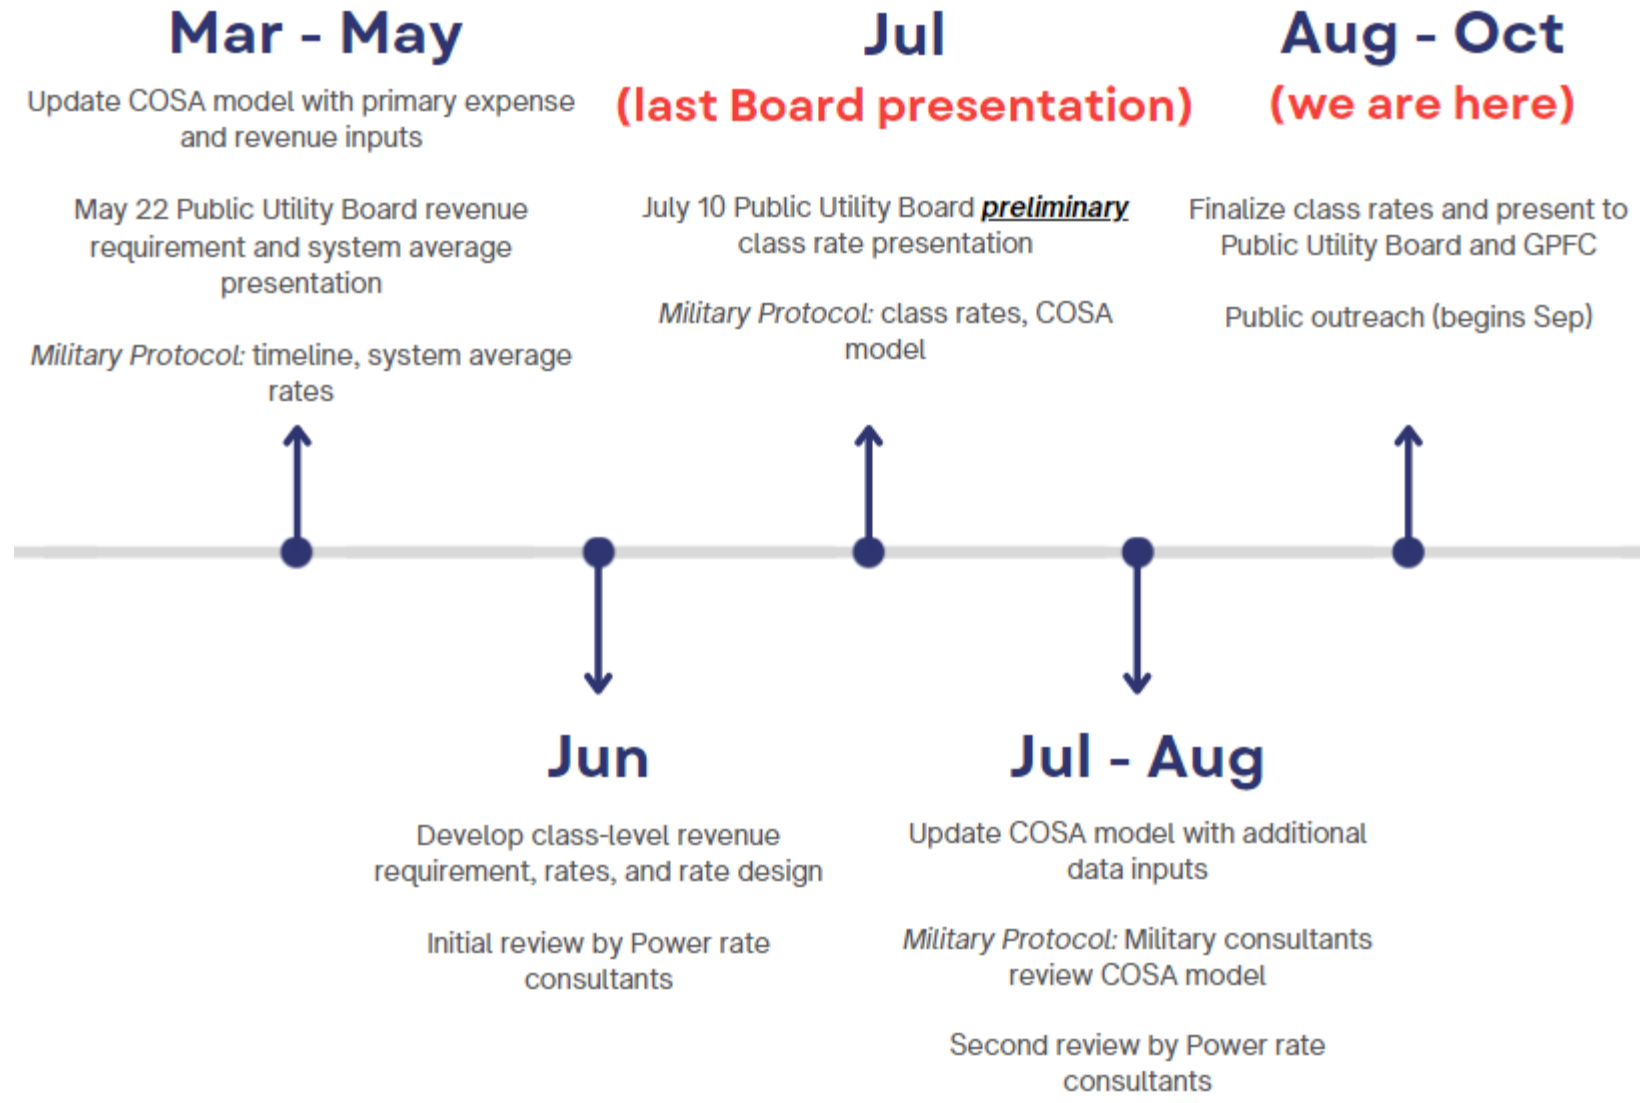 Mar - May
Update COSA model with primary expense
and revenue inputs
May 22 Public Utility Board revenue
requirement and system average
presentation
Military Protocol: timeline, system average
rates
Jul
(last Board presentation)
July 10 Public Utility Board preliminary
class rate presentation
Military Protocol: class rates, COSA
model
Aug - Oct
(we are here)
Finalize class rates and present to
Public Utility Board and GPFC
Public outreach (begins Sep)
Jun
Develop class-level revenue
requirement, rates, and rate design
Initial review by Power rate
consultants
Jul - Aug
Update COSA model with additional
data inputs
Military Protocol: Military consultants
review COSA model
Second review by Power rate
consultants